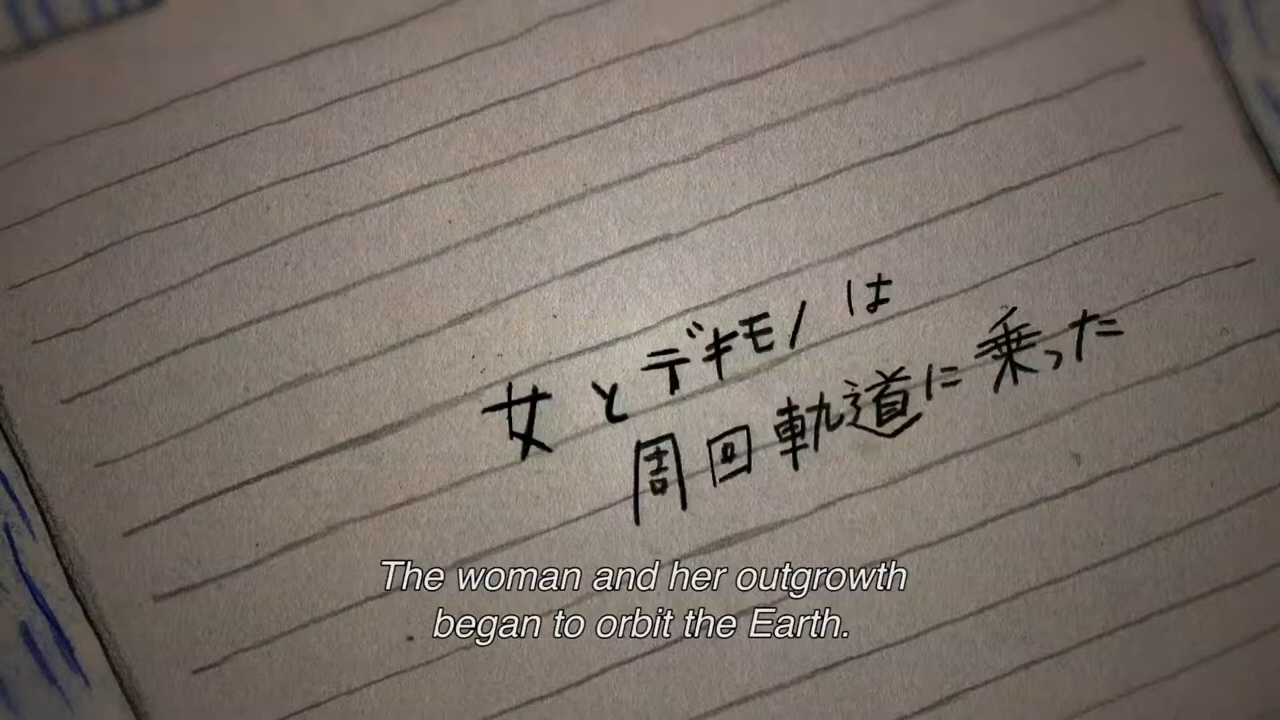 女とデキモノは
周回軌道に乗った
The woman and her outgrowth
began to orbit the Earth.